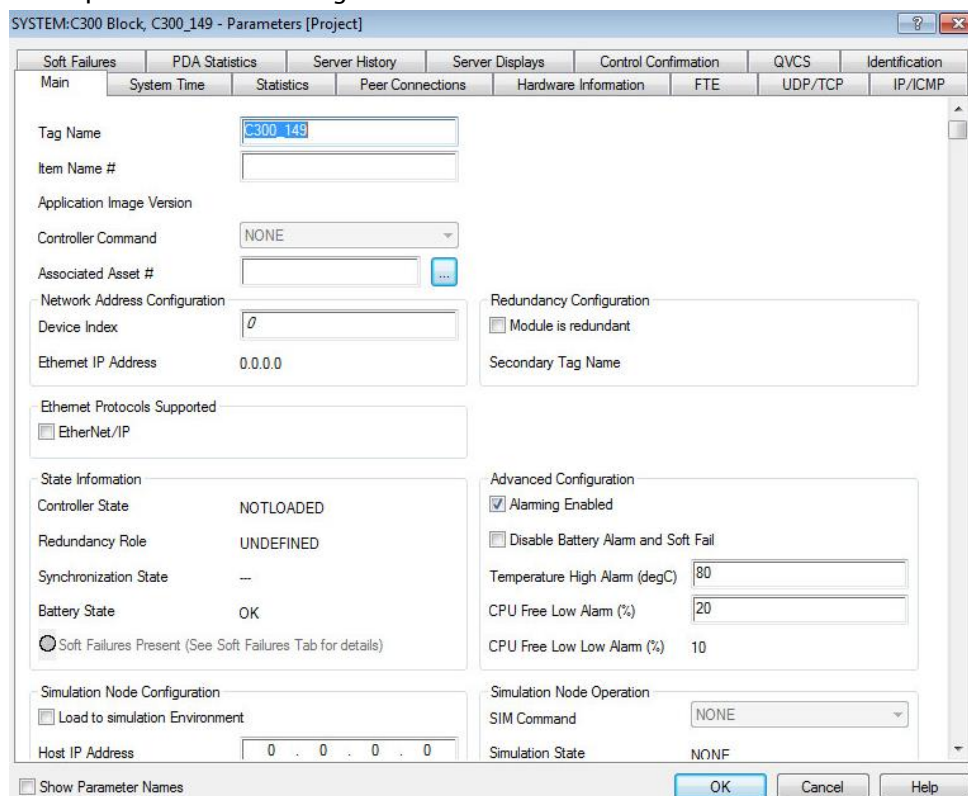 SYSTEM:C300 Block, C300_149 - Parameters [Project]
Soft Failures PDA Statistics Server History Server Displays Control Confirmation QVCS Identification
Main System Time Statistics Peer Connections Hardware Information FTE UDP/TCP IP/ICMP
Tag Name C300_149
Item Name #
Application Image Version
Controller Command NONE
Associated Asset # ...
Network Address Configuration
Device Index 0
Ethernet IP Address 0.0.0.0
Redundancy Configuration
Module is redundant
Secondary Tag Name
Ethernet Protocols Supported
EtherNet/IP
State Information
Controller State NOTLOADED
Redundancy Role UNDEFINED
Synchronization State ---
Battery State OK
Soft Failures Present (See Soft Failures Tab for details)
Advanced Configuration
Alarming Enabled
Disable Battery Alarm and Soft Fail
Temperature High Alarm (degC) 80
CPU Free Low Alarm (%) 20
CPU Free Low Low Alarm (%) 10
Simulation Node Configuration
Load to simulation Environment
Host IP Address 0 . 0 . 0 . 0
Simulation Node Operation
SIM Command NONE
Simulation State NONE
Show Parameter Names
OK Cancel Help